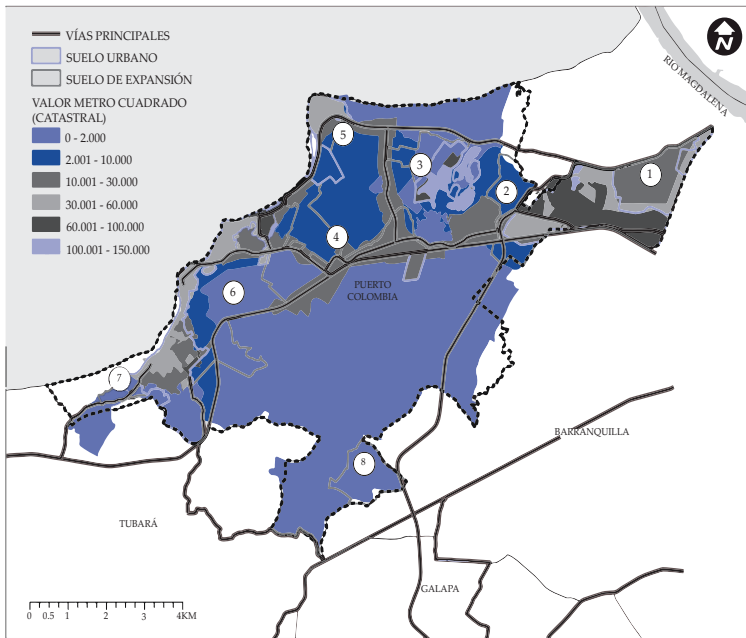 VÍAS PRINCIPALES
SUELO URBANO
SUELO DE EXPANSIÓN
VALOR METRO CUADRADO
(CATASTRAL)
0 - 2.000
2.001 - 10.000
10.001 - 30.000
30.001 - 60.000
60.001 - 100.000
100.001 - 150.000
N
RIO MAGDALENA
5
3
1
2
4
6
PUERTO
COLOMBIA
7
8
BARRANQUILLA
TUBARÁ
GALAPA
0 0.5 1 2 3 4KM